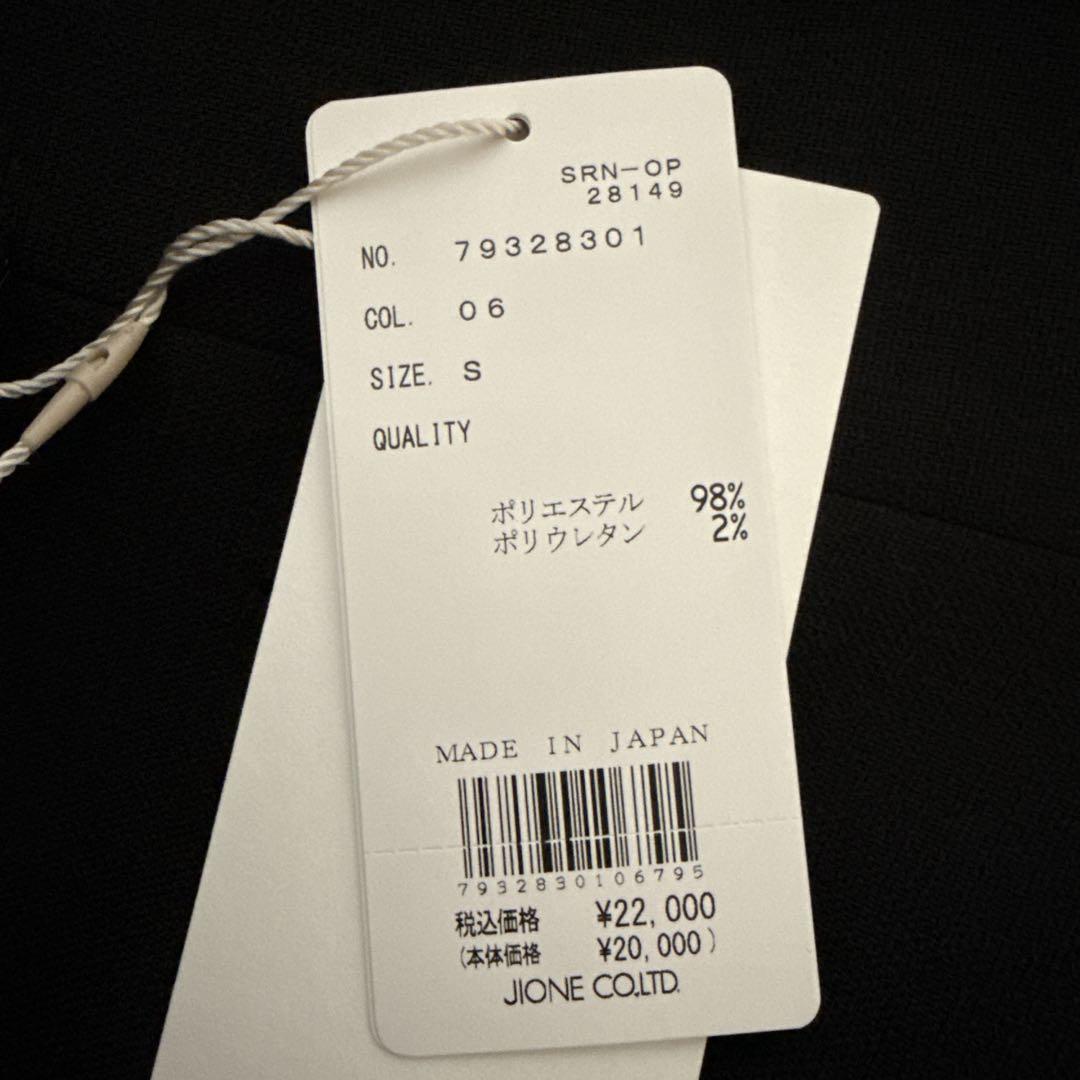 SRN-OP
28149
NO. 79328301
COL. 06
SIZE. S
QUALITY
ポリエステル 98%
ポリウレタン 2%
MADE IN JAPAN
7932830106795
税込価格 ¥22,000
(本体価格 ¥20,000)
JIONE CO.,LTD.